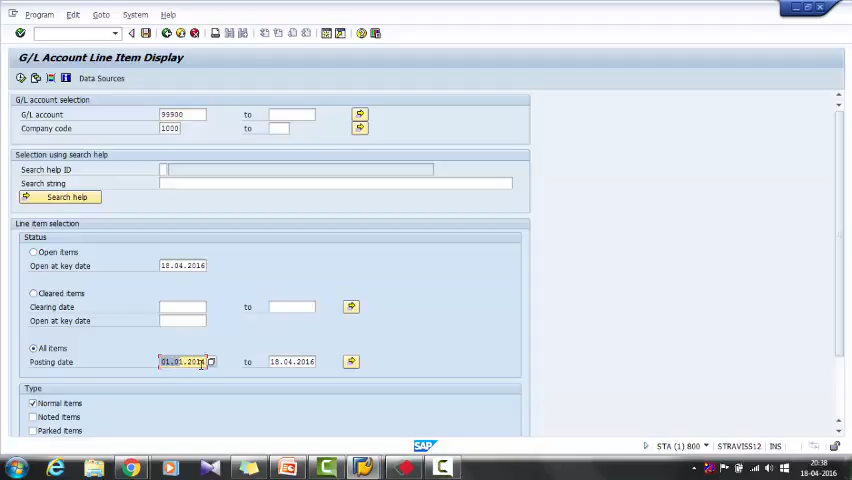 Program Edit Goto System Help
G/L Account Line Item Display
Data Sources
G/L account selection
G/L account 99900 to
Company code 1000 to
Selection using search help
Search help ID
Search string
Search help
Line item selection
Status
Open items
Open at key date 18.04.2016
Cleared items
Clearing date to
Open at key date
All items
Posting date 01.01.2016 to 18.04.2016
Type
Normal items
Noted items
Parked items
SAP
STA (1) 800 STRAVISS12 INS
20:38
18-04-2016